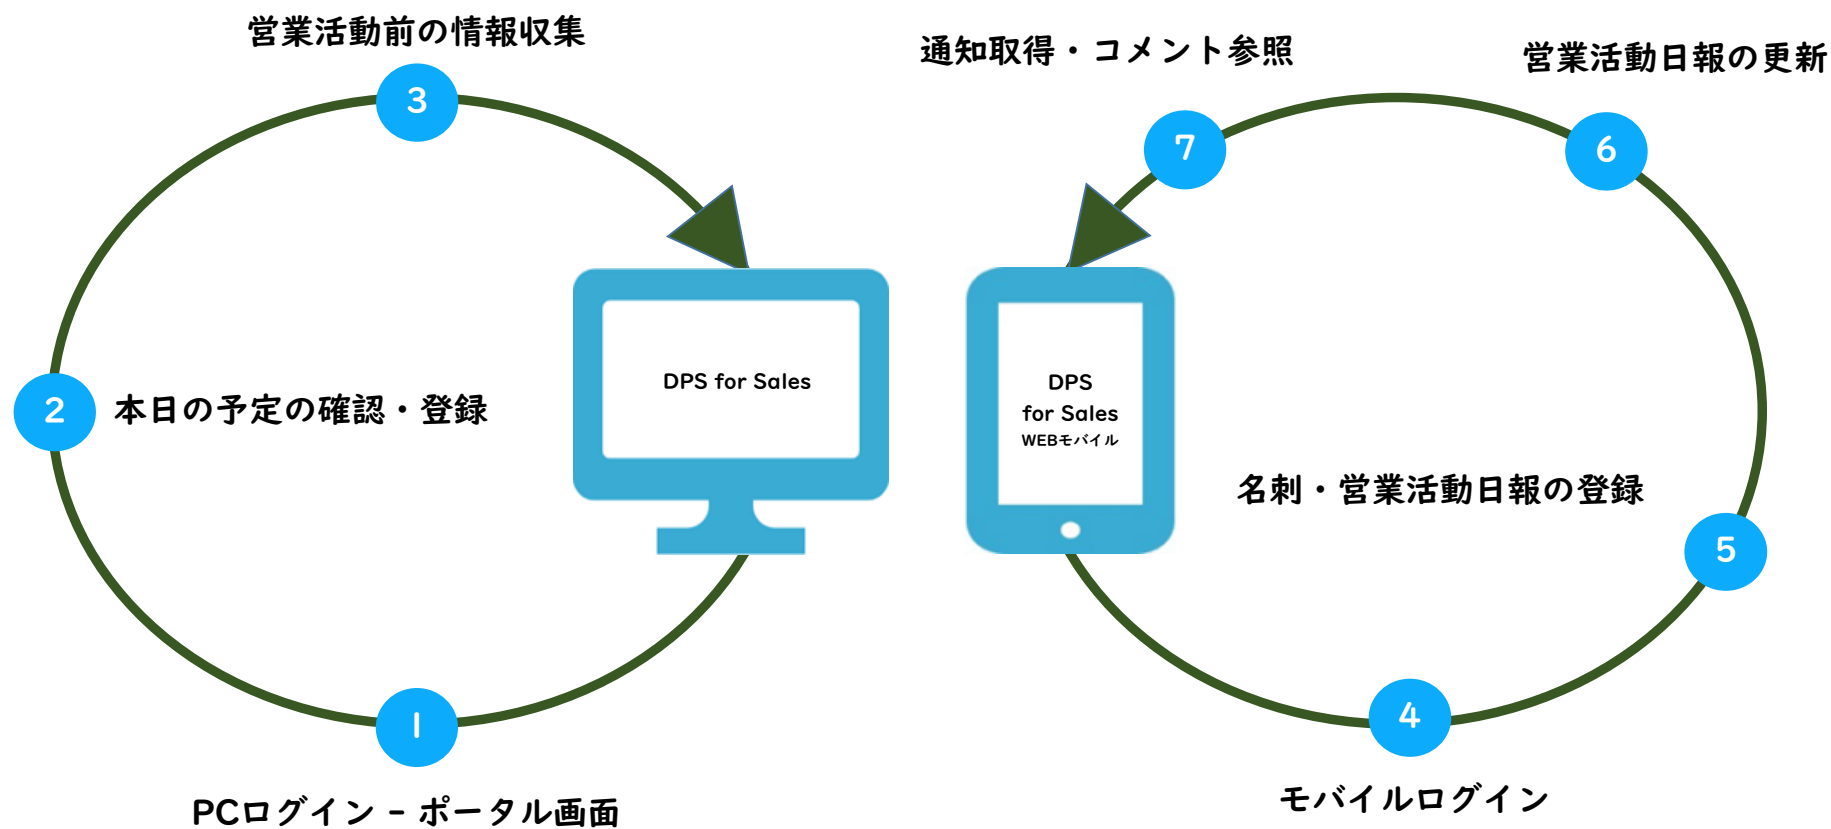 営業活動前の情報収集
3
2
本日の予定の確認・登録
DPS for Sales
1
PCログイン – ポータル画面
通知取得・コメント参照
営業活動日報の更新
7
6
DPS
for Sales
WEBモバイル
名刺・営業活動日報の登録
5
4
モバイルログイン